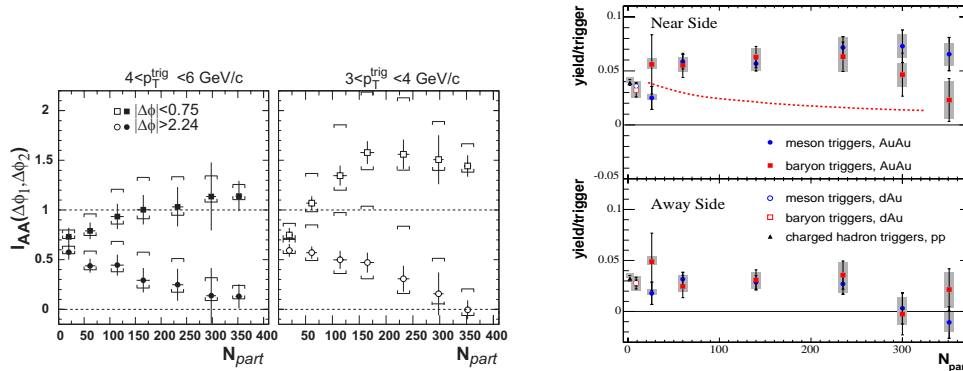 4<p_T^trig <6 GeV/c
3<p_T^trig <4 GeV/c
I_AA(Δϕ_1,Δϕ_2)
2
1.5
1
0.5
0
|Δϕ|<0.75
|Δϕ|>2.24
0 50 100 150 200 250 300 350 400
0 50 100 150 200 250 300 350 400
N_part
N_part
yield/trigger
0.1
0.05
0
-0.05
Near Side
meson triggers, AuAu
baryon triggers, AuAu
yield/trigger
0.1
0.05
0
Away Side
meson triggers, dAu
baryon triggers, dAu
charged hadron triggers, pp
0 100 200 300
N_par